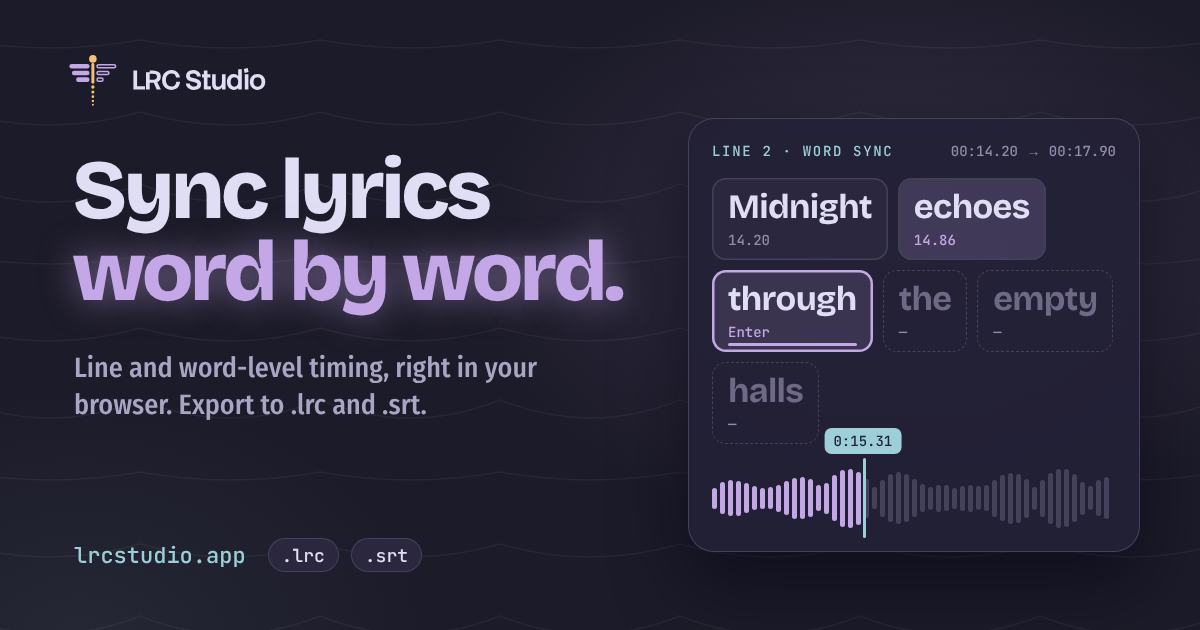 LRC Studio
Sync lyrics
word by word.
Line and word-level timing, right in your
browser. Export to .lrc and .srt.
lrcstudio.app .lrc .srt
LINE 2 · WORD SYNC 00:14.20 → 00:17.90
Midnight echoes
14.20 14.86
through the empty
Enter – –
halls
–
0:15.31